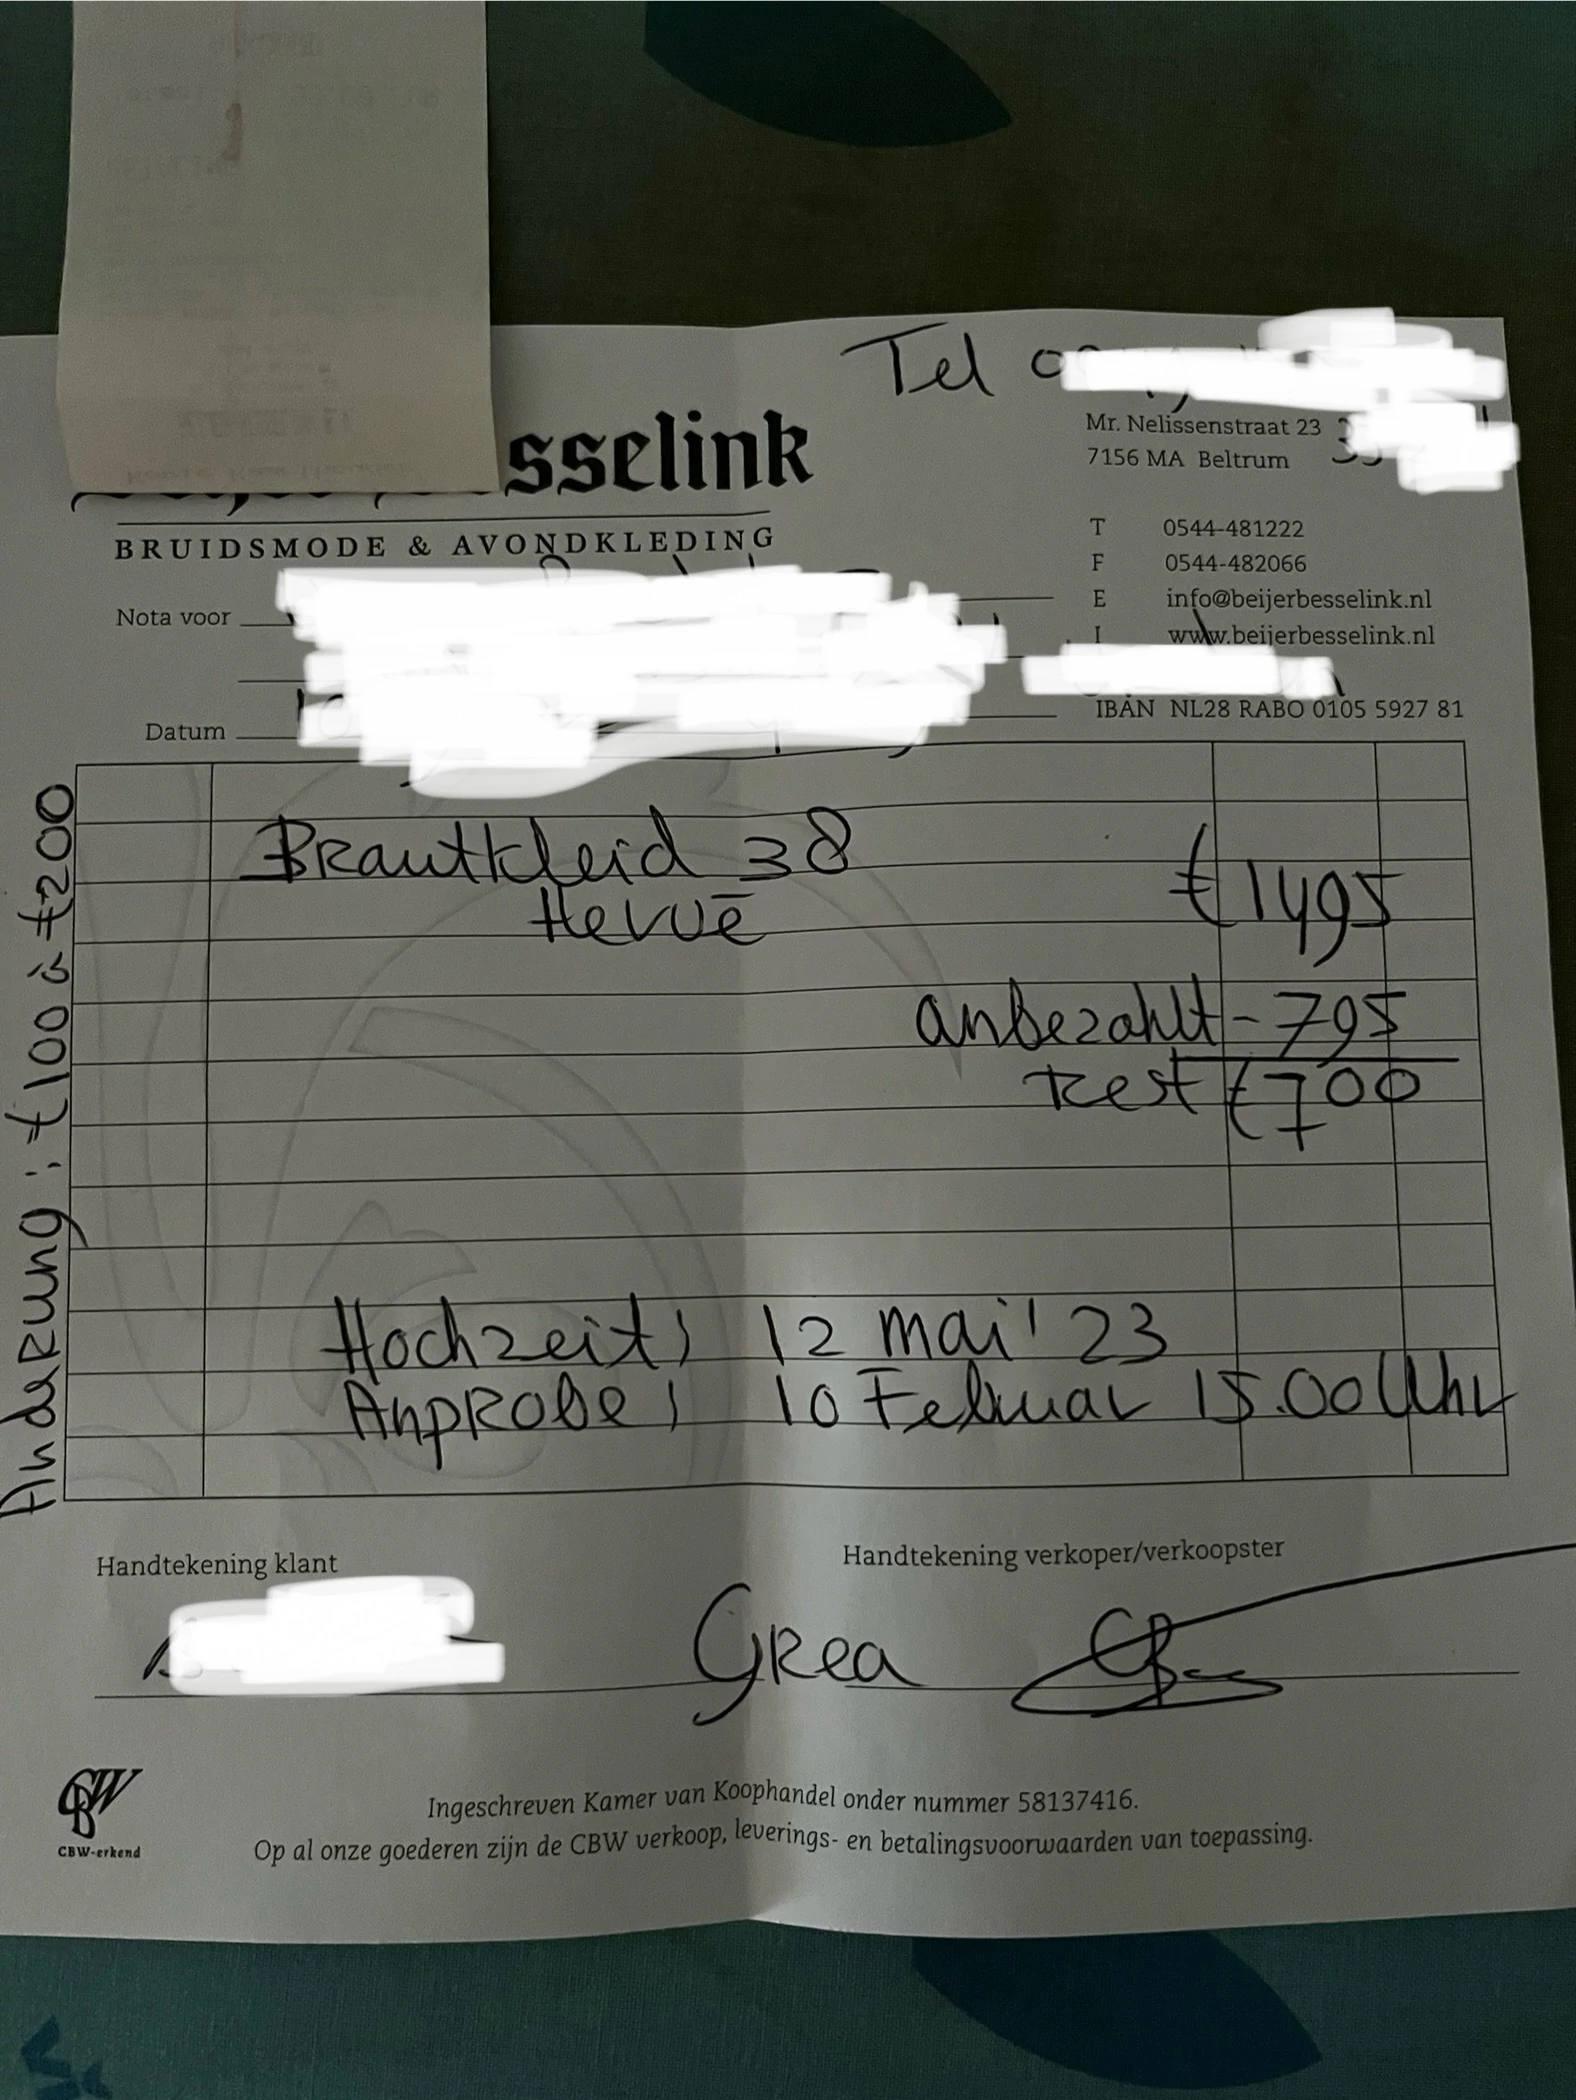 Tel
sselink
BRUIDSMODE & AVONDKLEDING
Mr. Nelissenstraat 23
7156 MA Beltrum
T 0544-481222
F 0544-482066
E info@beijerbesselink.nl
I www.beijerbesselink.nl
IBAN NL28 RABO 0105 5927 81
Nota voor
Datum
Brautkleid 38
Hervē
€1495
anbezahlt - 795
Rest €700
Hochzeit: 12 mai '23
Anprobe: 10 Februar 15.00 Uhr
Anderung: €100 à €200
Handtekening klant
Handtekening verkoper/verkoopster
Grea
CBW
CBW-erkend
Ingeschreven Kamer van Koophandel onder nummer 58137416.
Op al onze goederen zijn de CBW verkoop, leverings- en betalingsvoorwaarden van toepassing.